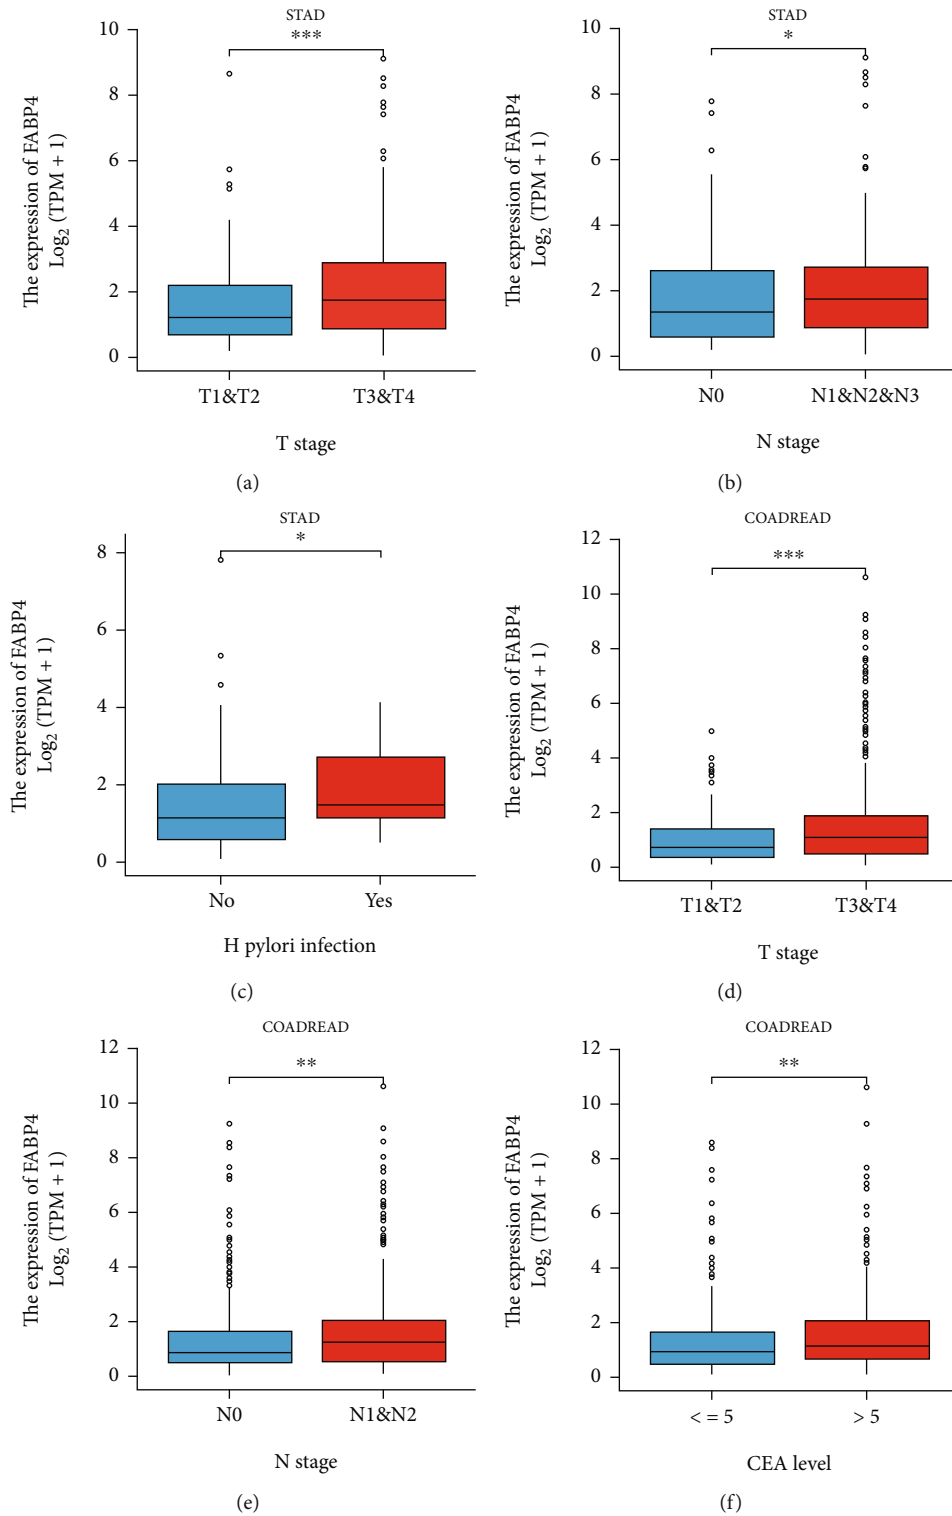 STAD
***
10
8
6
4
2
0
The expression of FABP4
Log₂ (TPM + 1)
T1&T2 T3&T4
T stage
(a)
STAD
*
10
8
6
4
2
0
The expression of FABP4
Log₂ (TPM + 1)
N0 N1&N2&N3
N stage
(b)
STAD
*
8
6
4
2
0
The expression of FABP4
Log₂ (TPM + 1)
No Yes
H pylori infection
(c)
COADREAD
***
12
10
8
6
4
2
0
The expression of FABP4
Log₂ (TPM + 1)
T1&T2 T3&T4
T stage
(d)
COADREAD
**
12
10
8
6
4
2
0
The expression of FABP4
Log₂ (TPM + 1)
N0 N1&N2
N stage
(e)
COADREAD
**
12
10
8
6
4
2
0
The expression of FABP4
Log₂ (TPM + 1)
< = 5 > 5
CEA level
(f)